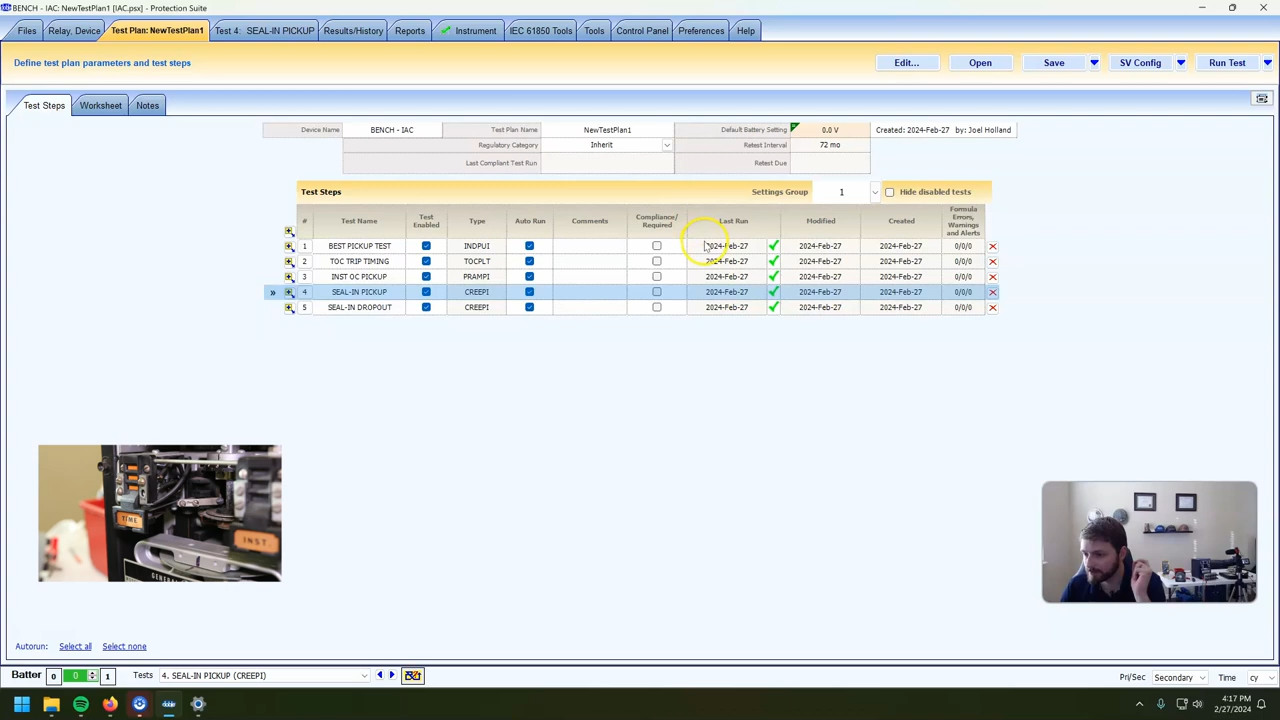 BENCH - IAC: NewTestPlan1 [IAC.psx] - Protection Suite
Files Relay, Device Test Plan: NewTestPlan1 Test 4: SEAL-IN PICKUP Results/History Reports Instrument IEC 61850 Tools Tools Control Panel Preferences Help
Define test plan parameters and test steps Edit... Open Save SV Config Run Test
Test Steps Worksheet Notes
Device Name BENCH - IAC Test Plan Name NewTestPlan1 Default Battery Setting 0.0 V Created: 2024-Feb-27 by: Joel Holland
Regulatory Category Inherit Retest Interval 72 mo
Last Compliant Test Run Retest Due
Test Steps Settings Group 1 Hide disabled tests
# Test Name Test Enabled Type Auto Run Comments Compliance/ Required Last Run Modified Created Formula Errors, Warnings and Alerts
1 BEST PICKUP TEST INDPUI 2024-Feb-27 2024-Feb-27 2024-Feb-27 0/0/0
2 TOC TRIP TIMING TOCPLT 2024-Feb-27 2024-Feb-27 2024-Feb-27 0/0/0
3 INST OC PICKUP PRAMPI 2024-Feb-27 2024-Feb-27 2024-Feb-27 0/0/0
» 4 SEAL-IN PICKUP CREEPI 2024-Feb-27 2024-Feb-27 2024-Feb-27 0/0/0
5 SEAL-IN DROPOUT CREEPI 2024-Feb-27 2024-Feb-27 2024-Feb-27 0/0/0
TIME
INST.
GENERAL
Autorun: Select all Select none
Batter 0 0 1 Tests 4. SEAL-IN PICKUP (CREEPI) Pri/Sec Secondary Time cy
4:17 PM
2/27/2024